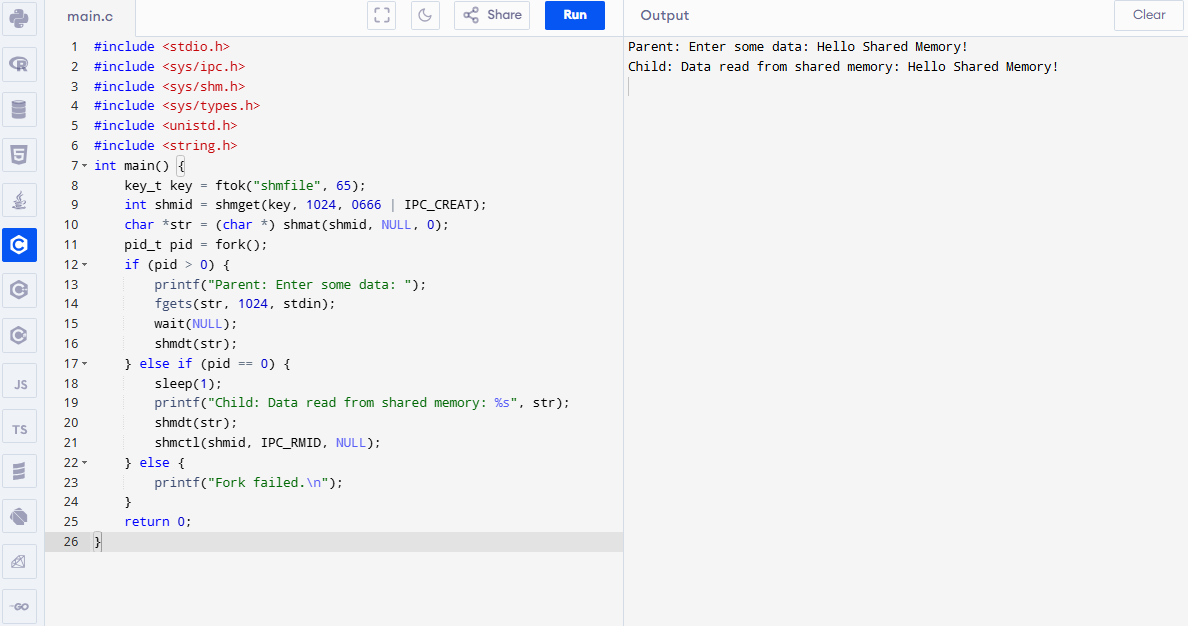 main.c
Share
Run
Output
Clear
1 #include <stdio.h>
2 #include <sys/ipc.h>
3 #include <sys/shm.h>
4 #include <sys/types.h>
5 #include <unistd.h>
6 #include <string.h>
7 int main() {
8     key_t key = ftok("shmfile", 65);
9     int shmid = shmget(key, 1024, 0666 | IPC_CREAT);
10     char *str = (char *) shmat(shmid, NULL, 0);
11     pid_t pid = fork();
12     if (pid > 0) {
13         printf("Parent: Enter some data: ");
14         fgets(str, 1024, stdin);
15         wait(NULL);
16         shmdt(str);
17     } else if (pid == 0) {
18         sleep(1);
19         printf("Child: Data read from shared memory: %s", str);
20         shmdt(str);
21         shmctl(shmid, IPC_RMID, NULL);
22     } else {
23         printf("Fork failed.\n");
24     }
25     return 0;
26 }
Parent: Enter some data: Hello Shared Memory!
Child: Data read from shared memory: Hello Shared Memory!
R
5
C
C
C
JS
TS
GO